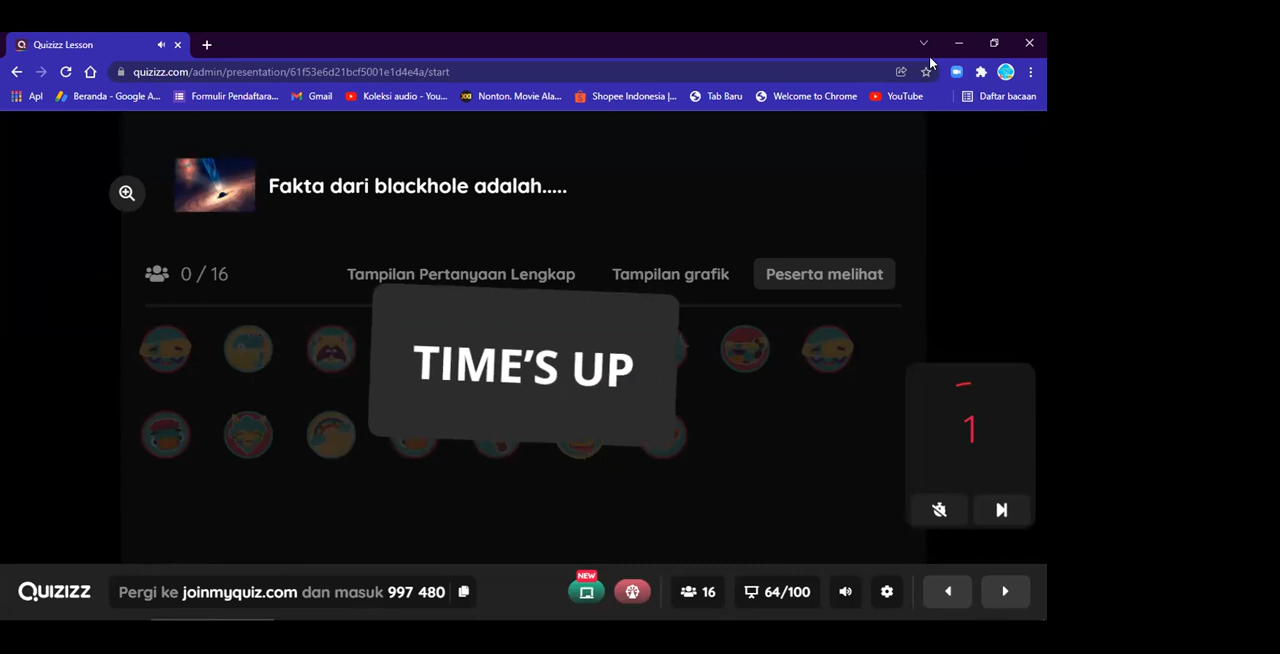 Quizizz Lesson
quizizz.com/admin/presentation/61f53e6d21bcf5001e1d4e4a/start
Apl Beranda - Google A... Formulir Pendaftara... Gmail Koleksi audio - You... Nonton. Movie Ala... Shopee Indonesia |... Tab Baru Welcome to Chrome YouTube Daftar bacaan
Fakta dari blackhole adalah.....
0 / 16 Tampilan Pertanyaan Lengkap Tampilan grafik Peserta melihat
TIME'S UP
1
NEW
QUIZIZZ Pergi ke joinmyquiz.com dan masuk 997 480 16 64/100